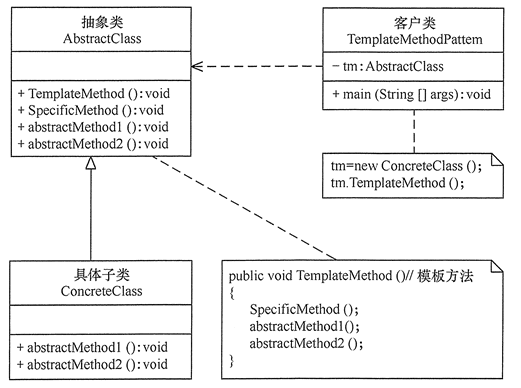 抽象类
AbstractClass
+ TemplateMethod (): void
+ SpecificMethod (): void
+ abstractMethod1 (): void
+ abstractMethod2 (): void
客户类
TemplateMethodPattem
− tm: AbstractClass
+ main (String [] args): void
tm=new ConcreteClass ();
tm.TemplateMethod ();
具体子类
ConcreteClass
+ abstractMethod1 (): void
+ abstractMethod2 (): void
public void TemplateMethod ()// 模板方法
{
SpecificMethod ();
abstractMethod1();
abstractMethod2 ();
}